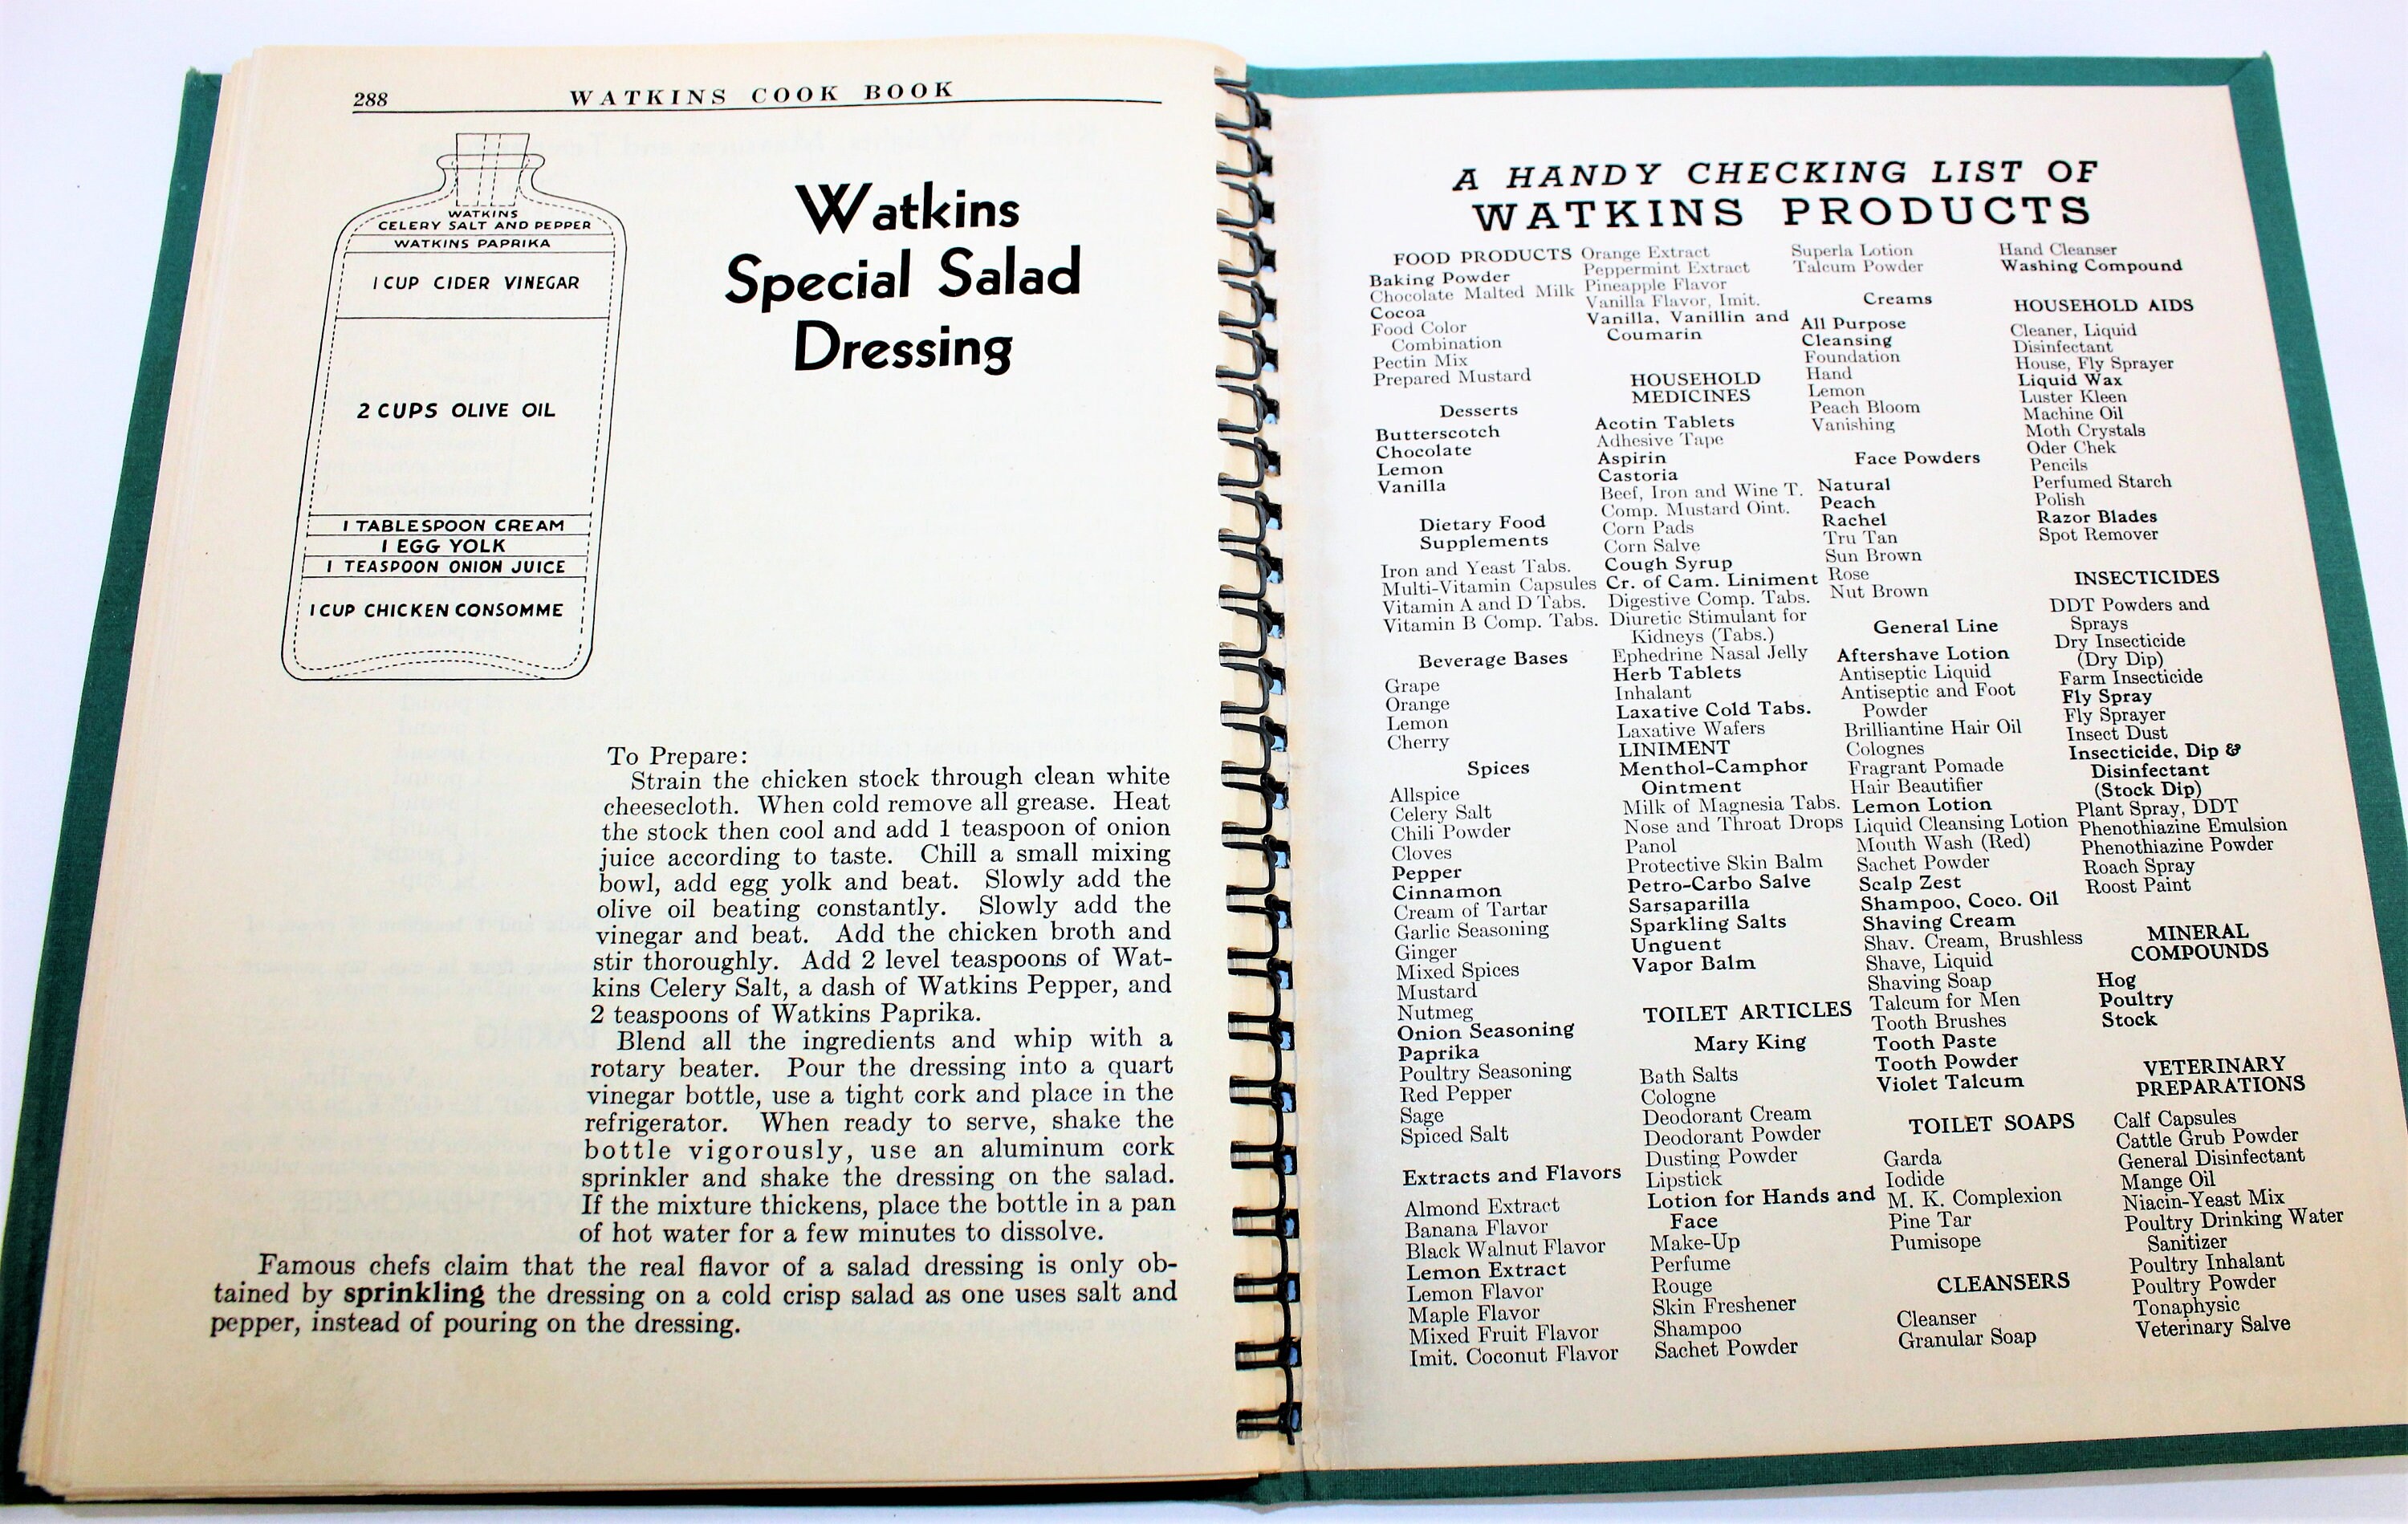 288
WATKINS COOK BOOK
WATKINS
CELERY SALT AND PEPPER
WATKINS PAPRIKA
1 CUP CIDER VINEGAR
2 CUPS OLIVE OIL
1 TABLESPOON CREAM
1 EGG YOLK
1 TEASPOON ONION JUICE
1 CUP CHICKEN CONSOMME
Watkins
Special Salad
Dressing
To Prepare:
Strain the chicken stock through clean white
cheesecloth. When cold remove all grease. Heat
the stock then cool and add 1 teaspoon of onion
juice according to taste. Chill a small mixing
bowl, add egg yolk and beat. Slowly add the
olive oil beating constantly. Slowly add the
vinegar and beat. Add the chicken broth and
stir thoroughly. Add 2 level teaspoons of Wat-
kins Celery Salt, a dash of Watkins Pepper, and
2 teaspoons of Watkins Paprika.
Blend all the ingredients and whip with a
rotary beater. Pour the dressing into a quart
vinegar bottle, use a tight cork and place in the
refrigerator. When ready to serve, shake the
bottle vigorously, use an aluminum cork
sprinkler and shake the dressing on the salad.
If the mixture thickens, place the bottle in a pan
of hot water for a few minutes to dissolve.
Famous chefs claim that the real flavor of a salad dressing is only ob-
tained by sprinkling the dressing on a cold crisp salad as one uses salt and
pepper, instead of pouring on the dressing.
A HANDY CHECKING LIST OF
WATKINS PRODUCTS
FOOD PRODUCTS
Baking Powder
Chocolate Malted Milk
Cocoa
Food Color
Combination
Pectin Mix
Prepared Mustard
Desserts
Butterscotch
Chocolate
Lemon
Vanilla
Dietary Food
Supplements
Iron and Yeast Tabs.
Multi-Vitamin Capsules
Vitamin A and D Tabs.
Vitamin B Comp. Tabs.
Beverage Bases
Grape
Orange
Lemon
Cherry
Spices
Allspice
Celery Salt
Chili Powder
Cloves
Pepper
Cinnamon
Cream of Tartar
Garlic Seasoning
Ginger
Mixed Spices
Mustard
Nutmeg
Onion Seasoning
Paprika
Poultry Seasoning
Red Pepper
Sage
Spiced Salt
Extracts and Flavors
Almond Extract
Banana Flavor
Black Walnut Flavor
Lemon Extract
Lemon Flavor
Maple Flavor
Mixed Fruit Flavor
Imit. Coconut Flavor
Orange Extract
Peppermint Extract
Pineapple Flavor
Vanilla Flavor, Imit.
Vanilla, Vanillin and
Coumarin
HOUSEHOLD
MEDICINES
Acotin Tablets
Adhesive Tape
Aspirin
Castoria
Beef, Iron and Wine T.
Comp. Mustard Oint.
Corn Pads
Corn Salve
Cough Syrup
Cr. of Cam. Liniment
Digestive Comp. Tabs.
Diuretic Stimulant for
Kidneys (Tabs.)
Ephedrine Nasal Jelly
Herb Tablets
Inhalant
Laxative Cold Tabs.
Laxative Wafers
LINIMENT
Menthol-Camphor
Ointment
Milk of Magnesia Tabs.
Nose and Throat Drops
Panol
Protective Skin Balm
Petro-Carbo Salve
Sarsaparilla
Sparkling Salts
Unguent
Vapor Balm
TOILET ARTICLES
Mary King
Bath Salts
Cologne
Deodorant Cream
Deodorant Powder
Dusting Powder
Lipstick
Lotion for Hands and
Face
Make-Up
Perfume
Rouge
Skin Freshener
Shampoo
Sachet Powder
Superla Lotion
Talcum Powder
Creams
All Purpose
Cleansing
Foundation
Hand
Lemon
Peach Bloom
Vanishing
Face Powders
Natural
Peach
Rachel
Tru Tan
Sun Brown
Rose
Nut Brown
General Line
Aftershave Lotion
Antiseptic Liquid
Antiseptic and Foot
Powder
Brilliantine Hair Oil
Colognes
Fragrant Pomade
Hair Beautifier
Lemon Lotion
Liquid Cleansing Lotion
Mouth Wash (Red)
Sachet Powder
Scalp Zest
Shampoo, Coco. Oil
Shaving Cream
Shav. Cream, Brushless
Shave, Liquid
Shaving Soap
Talcum for Men
Tooth Brushes
Tooth Paste
Tooth Powder
Violet Talcum
TOILET SOAPS
Garda
Iodide
M. K. Complexion
Pine Tar
Pumisope
CLEANSERS
Cleanser
Granular Soap
Hand Cleanser
Washing Compound
HOUSEHOLD AIDS
Cleaner, Liquid
Disinfectant
House, Fly Sprayer
Liquid Wax
Luster Kleen
Machine Oil
Moth Crystals
Oder Chek
Pencils
Perfumed Starch
Polish
Razor Blades
Spot Remover
INSECTICIDES
DDT Powders and
Sprays
Dry Insecticide
(Dry Dip)
Farm Insecticide
Fly Spray
Fly Sprayer
Insect Dust
Insecticide, Dip &
Disinfectant
(Stock Dip)
Plant Spray, DDT
Phenothiazine Emulsion
Phenothiazine Powder
Roach Spray
Roost Paint
MINERAL
COMPOUNDS
Hog
Poultry
Stock
VETERINARY
PREPARATIONS
Calf Capsules
Cattle Grub Powder
General Disinfectant
Mange Oil
Niacin-Yeast Mix
Poultry Drinking Water
Sanitizer
Poultry Inhalant
Poultry Powder
Tonaphysic
Veterinary Salve